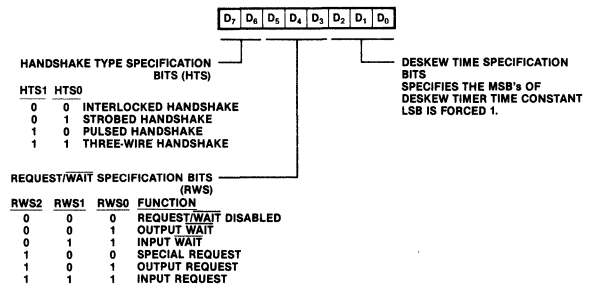 D7 D6 D5 D4 D3 D2 D1 D0
HANDSHAKE TYPE SPECIFICATION
BITS (HTS)
HTS1 HTS0
0 0 INTERLOCKED HANDSHAKE
0 1 STROBED HANDSHAKE
1 0 PULSED HANDSHAKE
1 1 THREE-WIRE HANDSHAKE
DESKEW TIME SPECIFICATION
BITS
SPECIFIES THE MSB's OF
DESKEW TIMER TIME CONSTANT
LSB IS FORCED 1.
REQUEST/WAIT SPECIFICATION BITS
(RWS)
RWS2 RWS1 RWS0 FUNCTION
0 0 0 REQUEST/WAIT DISABLED
0 0 1 OUTPUT WAIT
0 1 1 INPUT WAIT
1 0 0 SPECIAL REQUEST
1 0 1 OUTPUT REQUEST
1 1 1 INPUT REQUEST